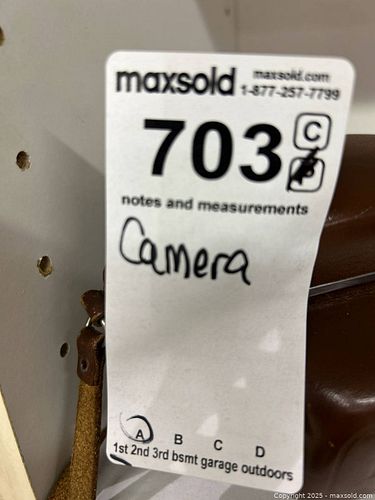 maxsold maxsold.com
1-877-257-7799
703 C
P
notes and measurements
Camera
A B C D
1st 2nd 3rd bsmt garage outdoors
Copyright 2025 - maxsold.com